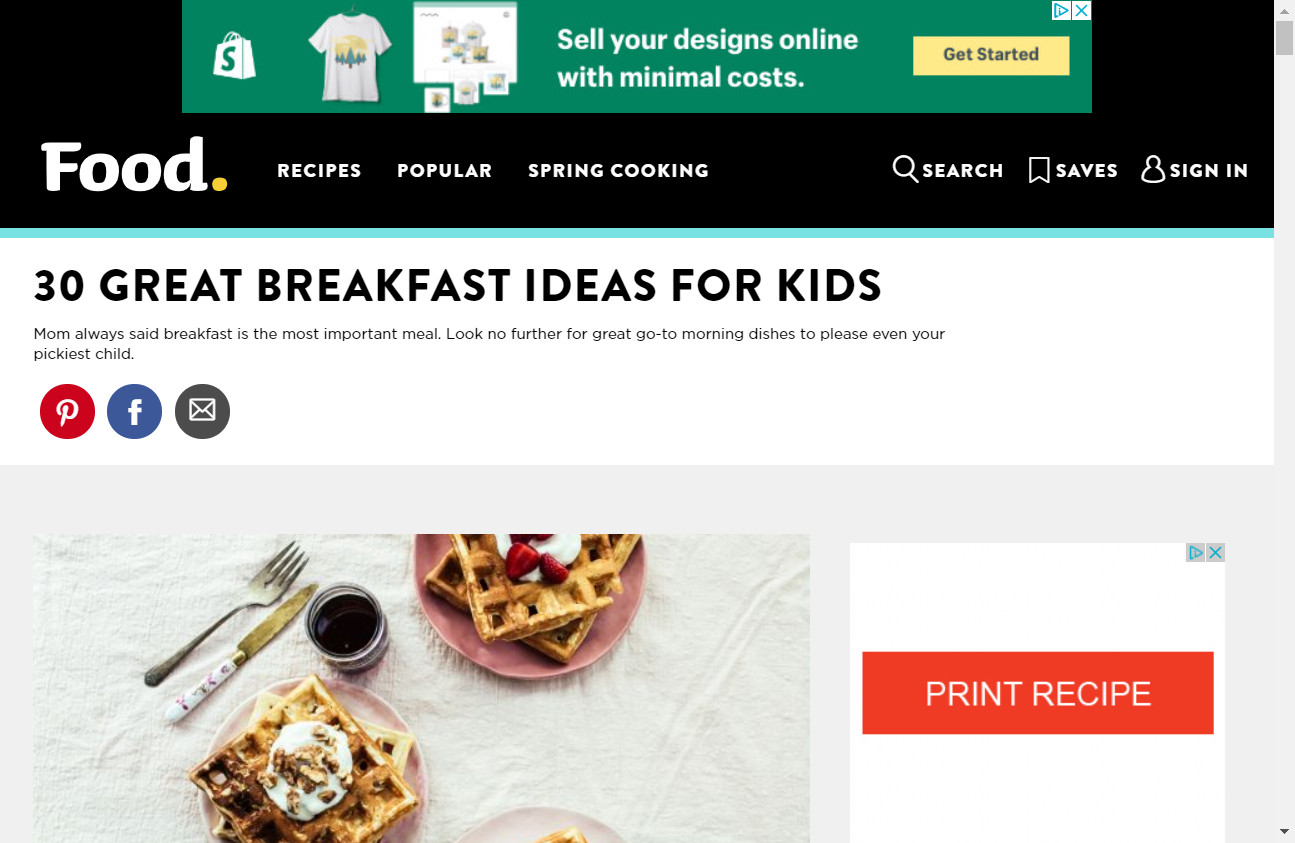 Sell your designs online
with minimal costs.
Get Started
Food.
RECIPES
POPULAR
SPRING COOKING
SEARCH
SAVES
SIGN IN
30 GREAT BREAKFAST IDEAS FOR KIDS
Mom always said breakfast is the most important meal. Look no further for great go-to morning dishes to please even your
pickiest child.
PRINT RECIPE